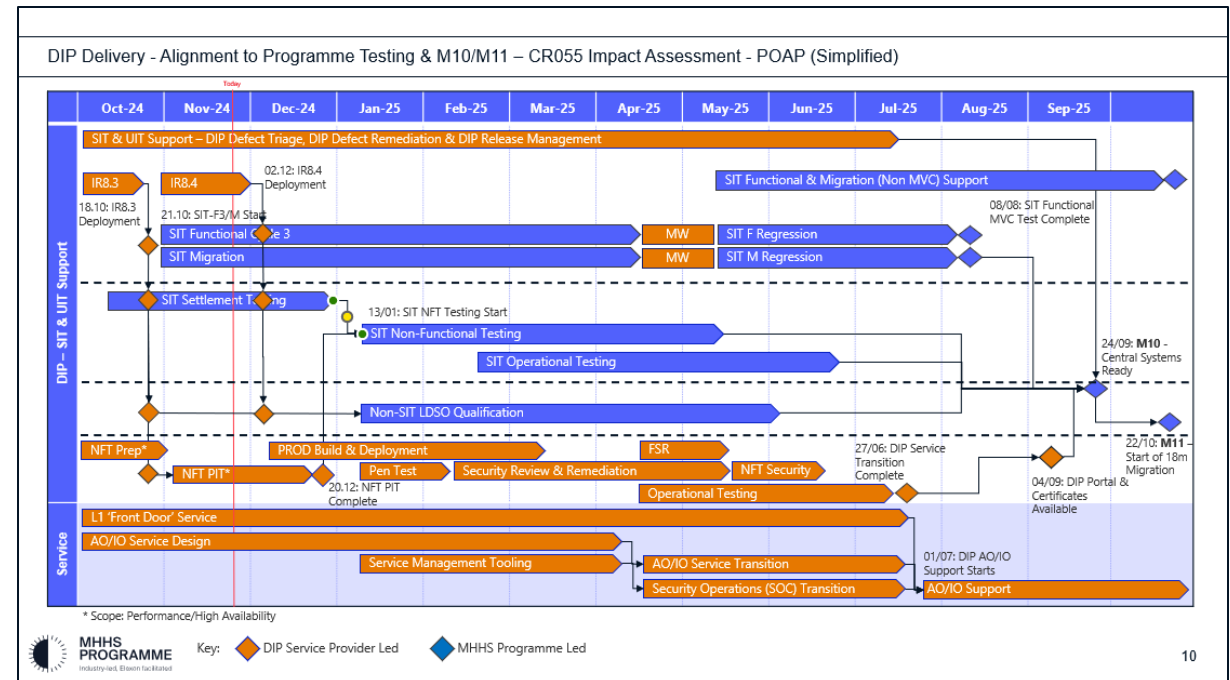 DIP Delivery - Alignment to Programme Testing & M10/M11 – CR055 Impact Assessment - POAP (Simplified)
Today
Oct-24 Nov-24 Dec-24 Jan-25 Feb-25 Mar-25 Apr-25 May-25 Jun-25 Jul-25 Aug-25 Sep-25
DIP – SIT & UIT Support
SIT & UIT Support – DIP Defect Triage, DIP Defect Remediation & DIP Release Management
IR8.3
IR8.4
02.12: IR8.4
Deployment
SIT Functional & Migration (Non MVC) Support
18.10: IR8.3
Deployment
21.10: SIT-F3/M Start
08/08: SIT Functional
MVC Test Complete
SIT Functional Cycle 3
MW
SIT F Regression
SIT Migration
MW
SIT M Regression
SIT Settlement Testing
13/01: SIT NFT Testing Start
SIT Non-Functional Testing
SIT Operational Testing
24/09: M10 -
Central Systems
Ready
Non-SIT LDSO Qualification
22/10: M11 –
Start of 18m
Migration
NFT Prep*
PROD Build & Deployment
FSR
27/06: DIP Service
Transition
Complete
NFT PIT*
Pen Test
Security Review & Remediation
NFT Security
20.12: NFT PIT
Complete
Operational Testing
04/09: DIP Portal &
Certificates
Available
Service
L1 'Front Door' Service
AO/IO Service Design
Service Management Tooling
AO/IO Service Transition
01/07: DIP AO/IO
Support Starts
Security Operations (SOC) Transition
AO/IO Support
* Scope: Performance/High Availability
MHHS
PROGRAMME
Industry-led, Elexon facilitated
Key:
DIP Service Provider Led
MHHS Programme Led
10